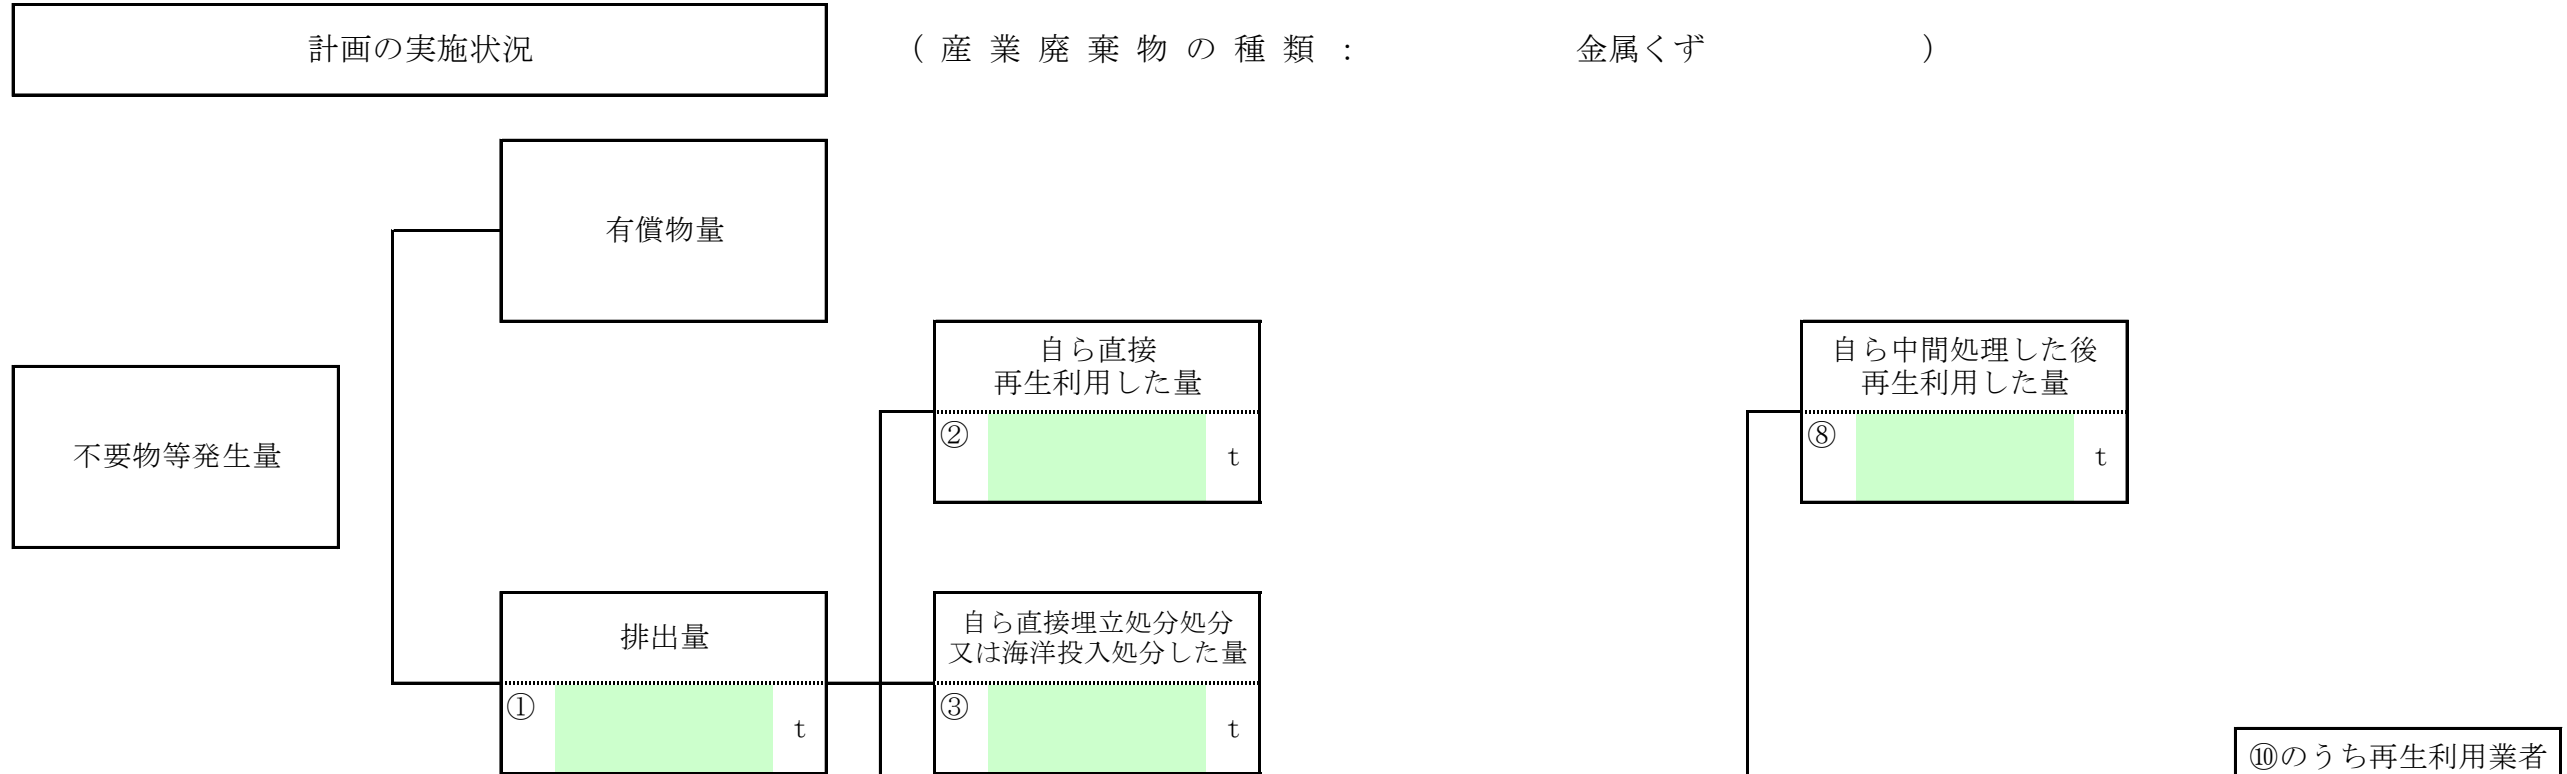 計画の実施状況
(産業廃棄物の種類: 金属くず )
有償物量
自ら直接
再生利用した量
② t
自ら中間処理した後
再生利用した量
⑧ t
不要物等発生量
排出量
① t
自ら直接埋立処分処分
又は海洋投入処分した量
③ t
⑩のうち再生利用業者